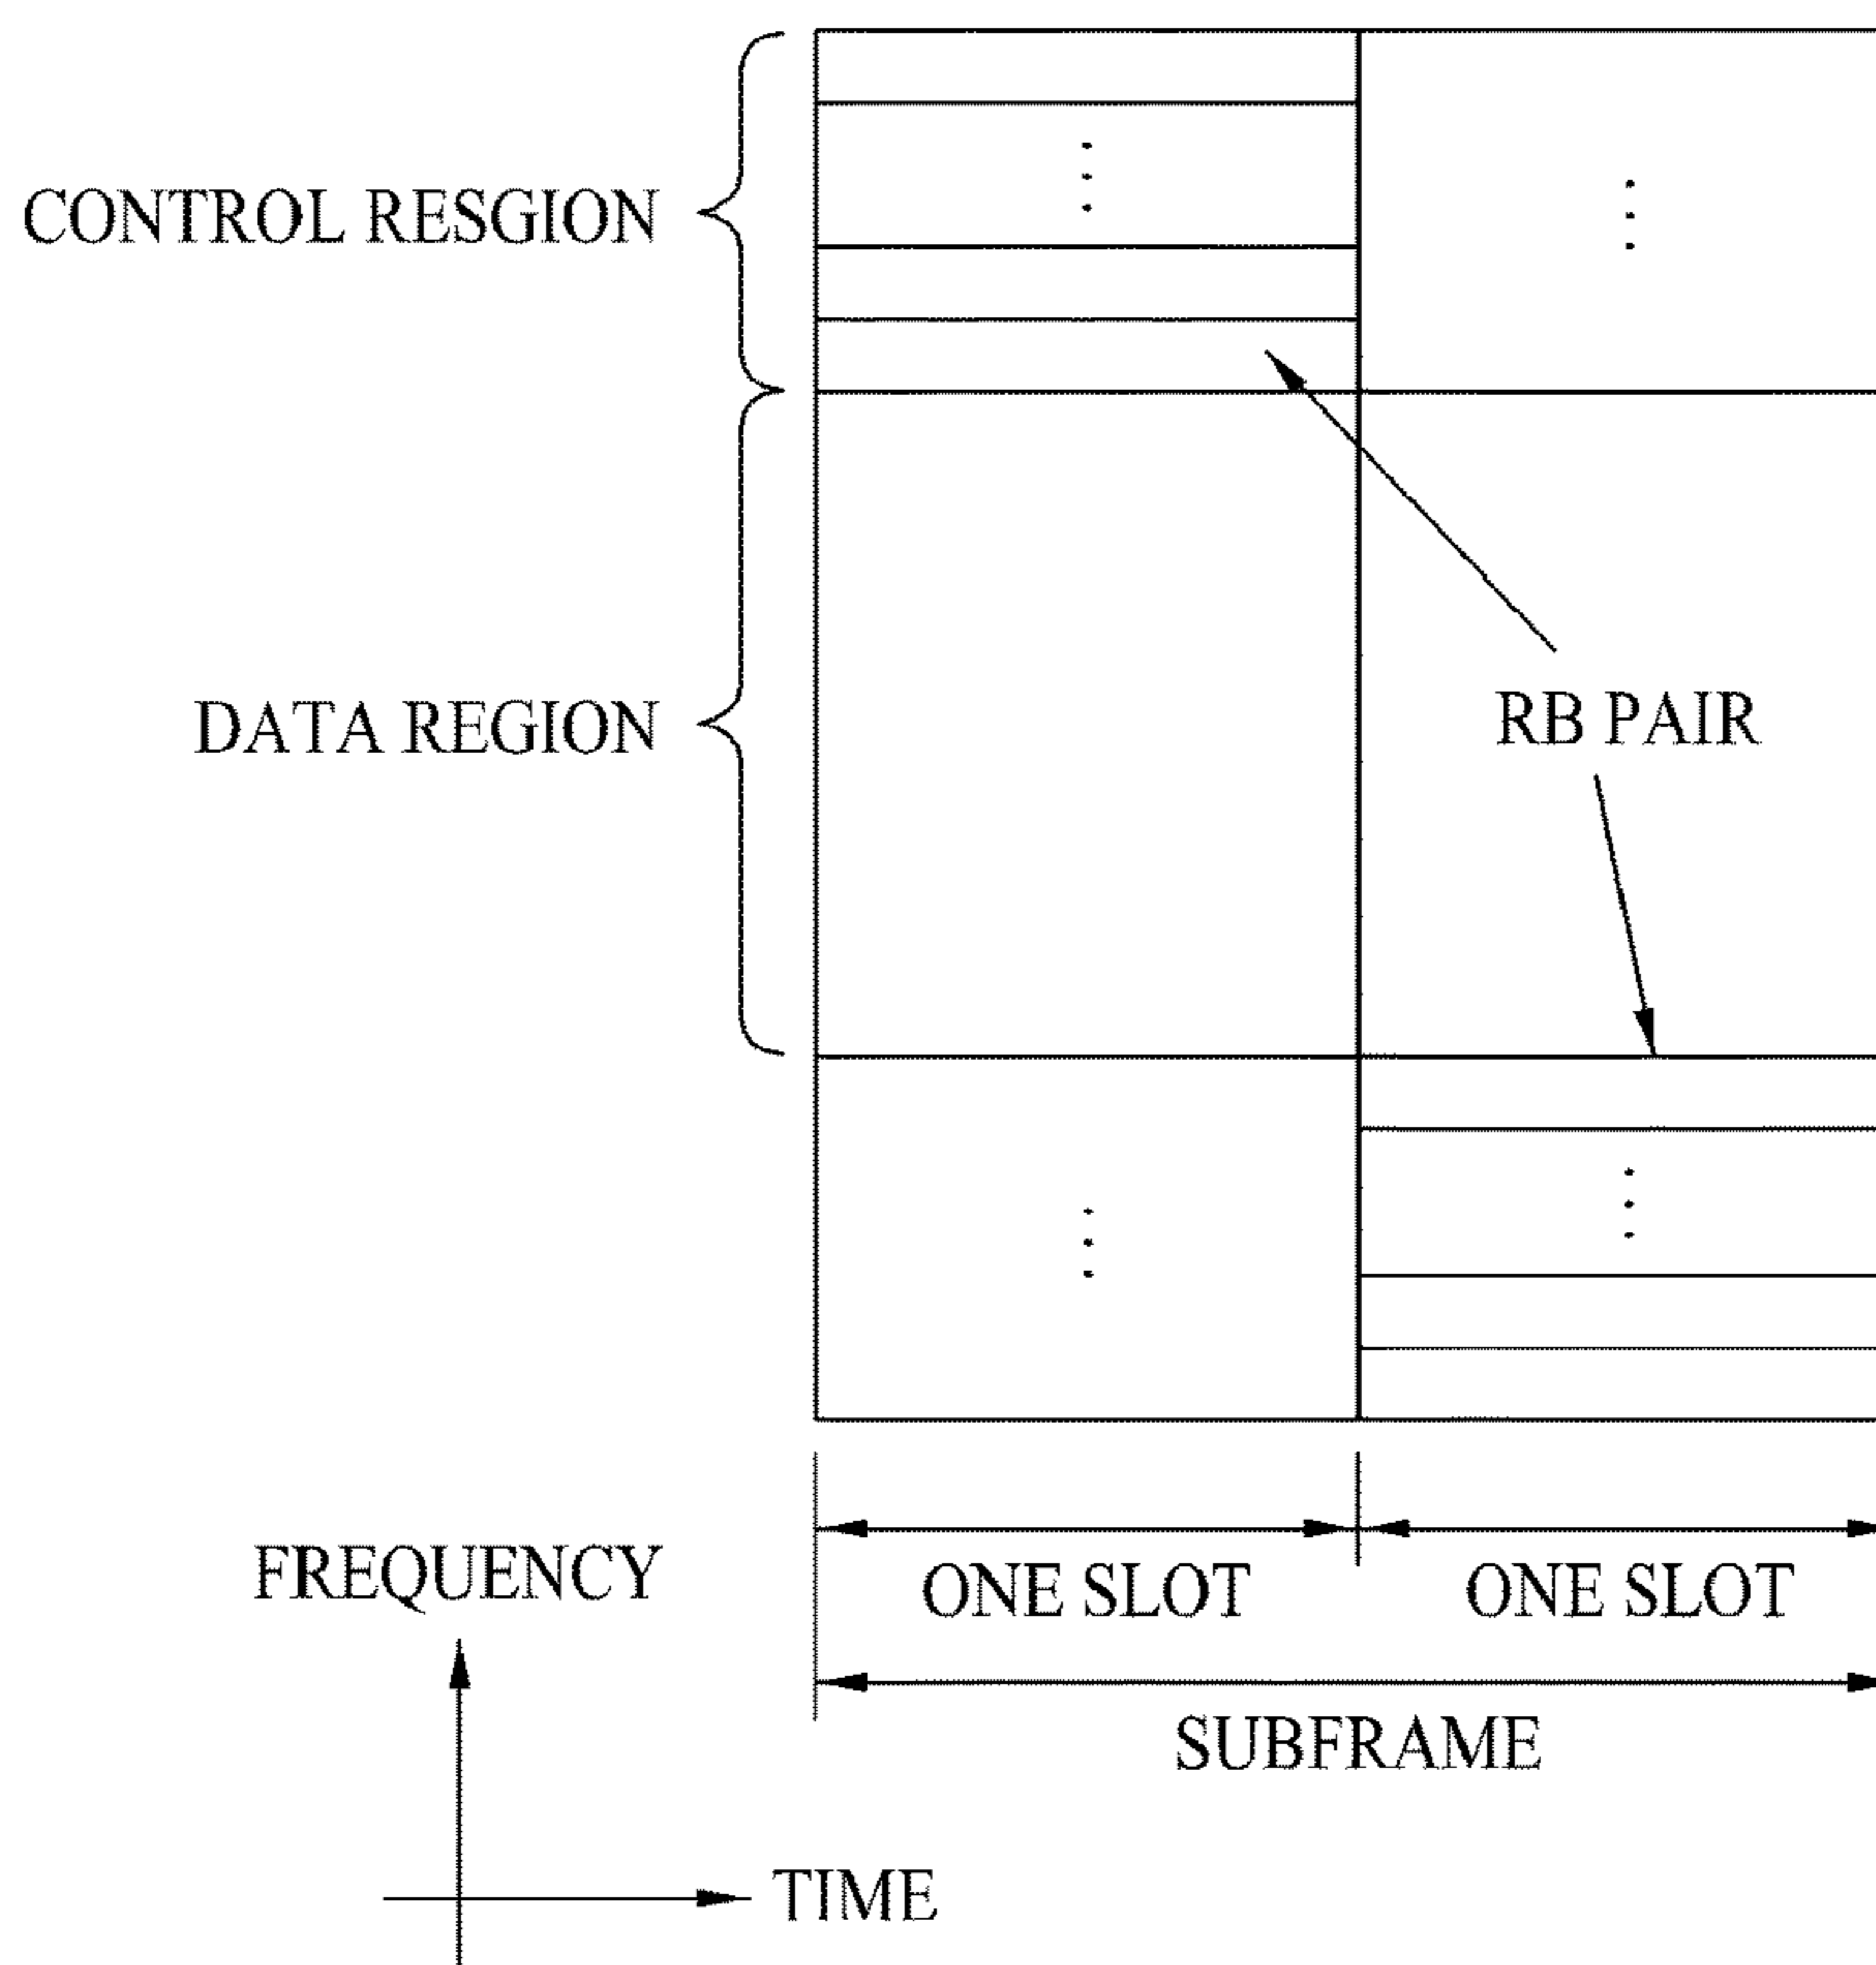 CONTROL RESGION
DATA REGION
RB PAIR
FREQUENCY
ONE SLOT
ONE SLOT
SUBFRAME
TIME